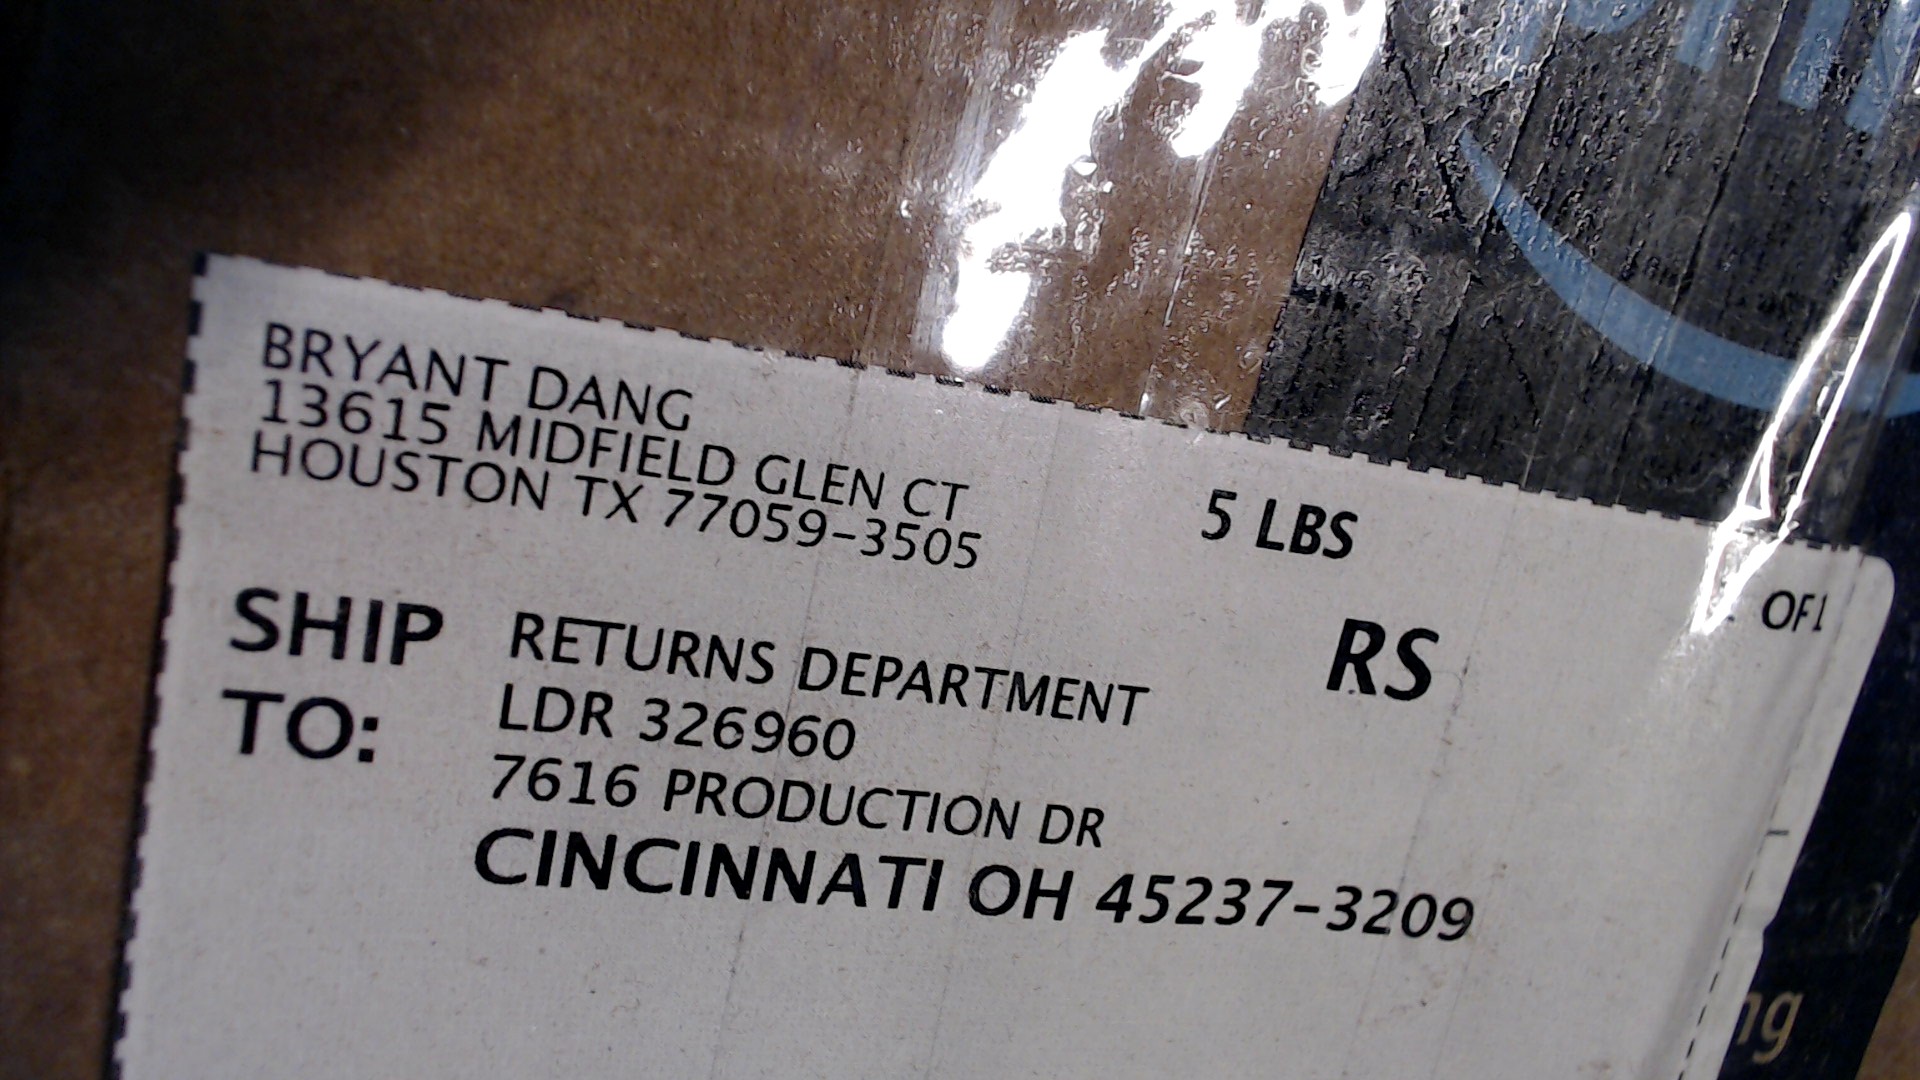 BRYANT DANG
13615 MIDFIELD GLEN CT
HOUSTON TX 77059-3505
5 LBS
OF1
RS
SHIP
TO:
RETURNS DEPARTMENT
LDR 326960
7616 PRODUCTION DR
CINCINNATI OH 45237-3209
ng